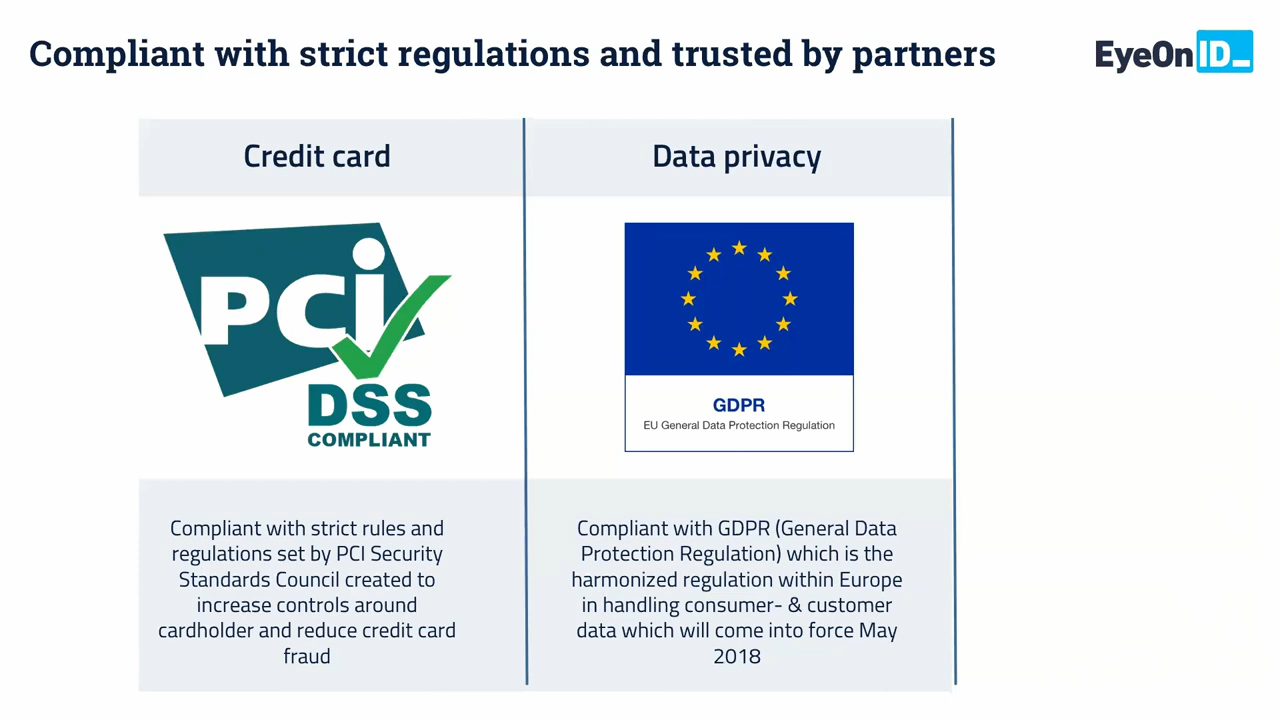 Compliant with strict regulations and trusted by partners
EyeOnID_
Credit card
Data privacy
PCi
DSS
COMPLIANT
GDPR
EU General Data Protection Regulation
Compliant with strict rules and
regulations set by PCI Security
Standards Council created to
increase controls around
cardholder and reduce credit card
fraud
Compliant with GDPR (General Data
Protection Regulation) which is the
harmonized regulation within Europe
in handling consumer- & customer
data which will come into force May
2018